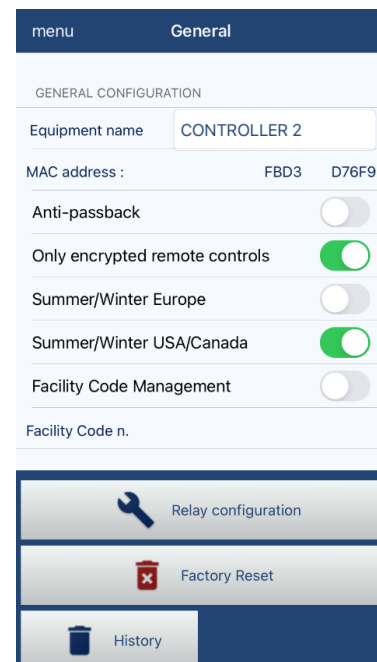 menu General
GENERAL CONFIGURATION
Equipment name CONTROLLER 2
MAC address : FBD3 D76F9
Anti-passback
Only encrypted remote controls
Summer/Winter Europe
Summer/Winter USA/Canada
Facility Code Management
Facility Code n.
Relay configuration
Factory Reset
History